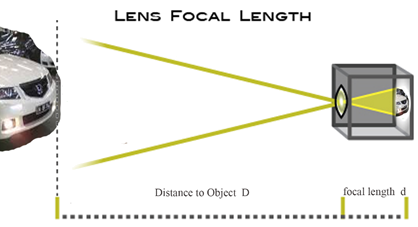 Lens Focal Length
Distance to Object D
focal length d